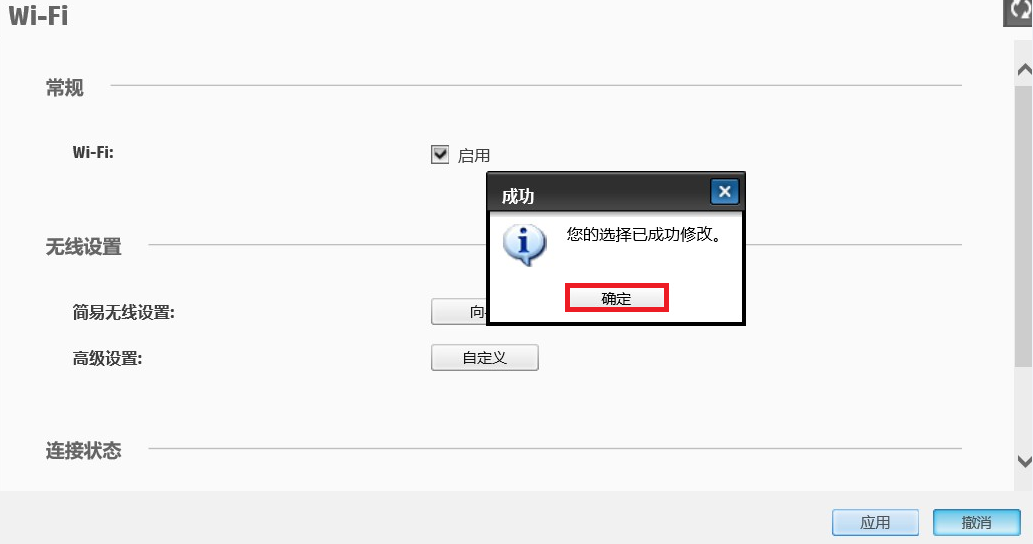 Wi-Fi
常规
Wi-Fi:
启用
成功
您的选择已成功修改。
确定
无线设置
简易无线设置:
向
高级设置:
自定义
连接状态
应用
撤消